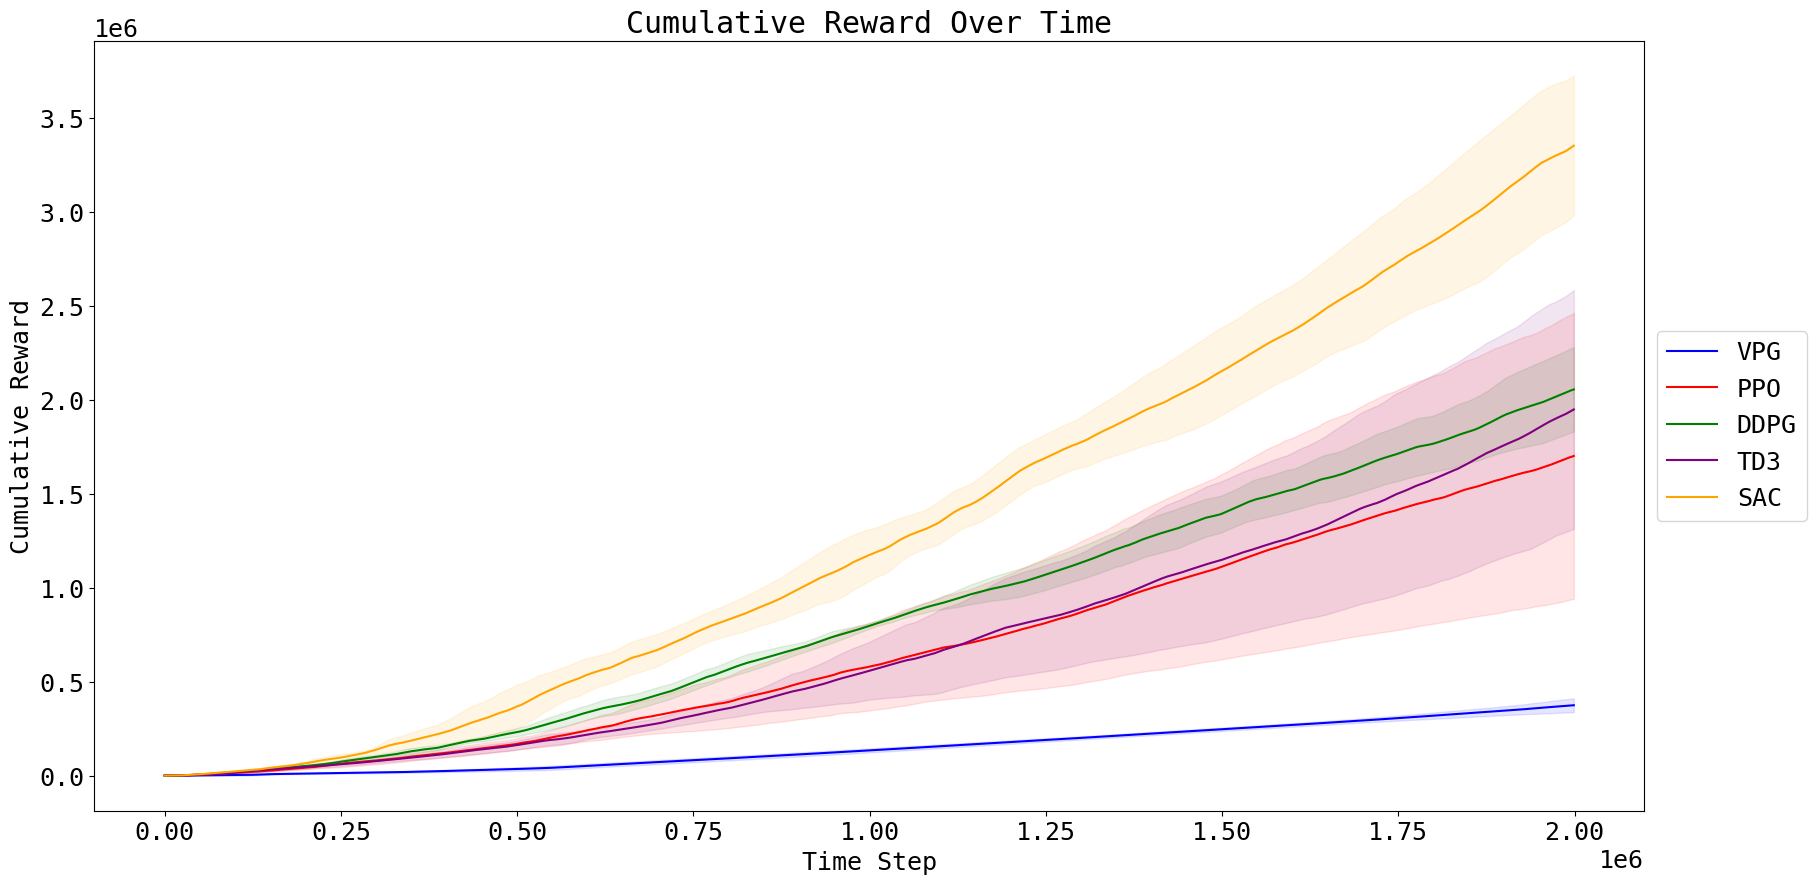 Cumulative Reward Over Time
1e6
3.5
3.0
2.5
2.0
1.5
1.0
0.5
0.0
Cumulative Reward
0.00 0.25 0.50 0.75 1.00 1.25 1.50 1.75 2.00
Time Step
1e6
VPG
PPO
DDPG
TD3
SAC